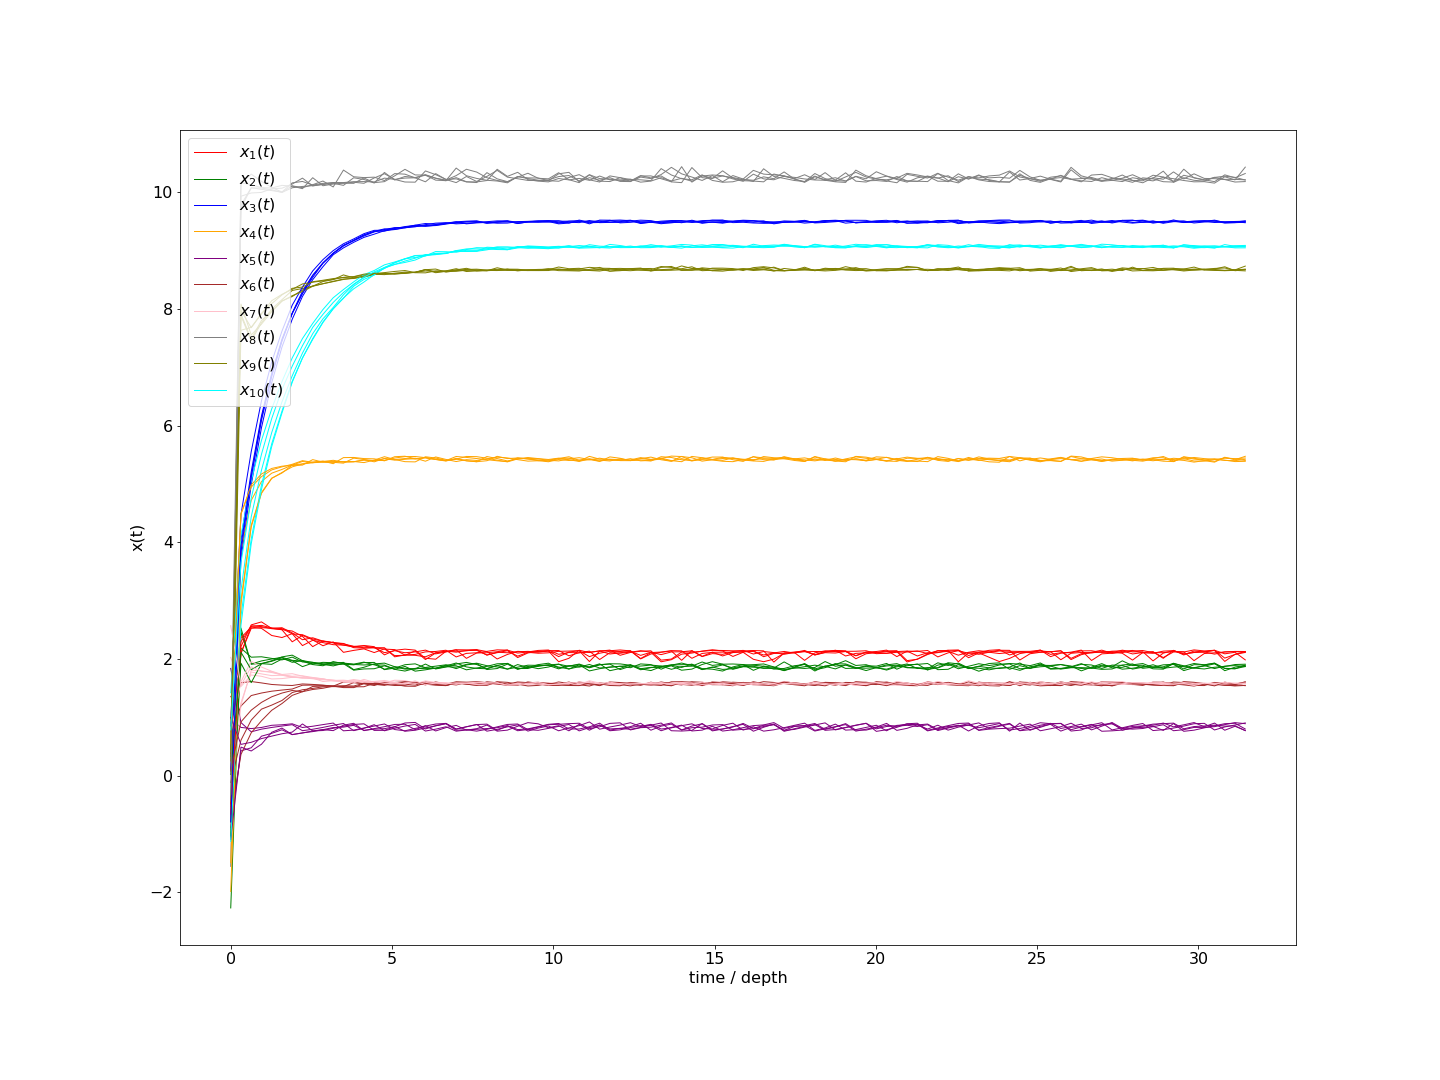 x₁(t)
x₂(t)
x₃(t)
x₄(t)
x₅(t)
x₆(t)
x₇(t)
x₈(t)
x₉(t)
x₁₀(t)
10
8
6
4
2
0
−2
x(t)
0 5 10 15 20 25 30
time / depth